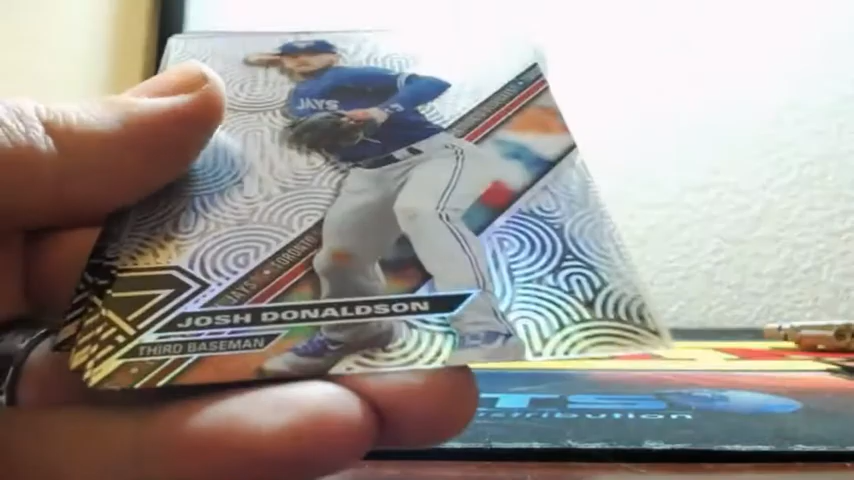 JAYS
JAYS • TORONTO
JOSH DONALDSON
THIRD BASEMAN
TS
distribution